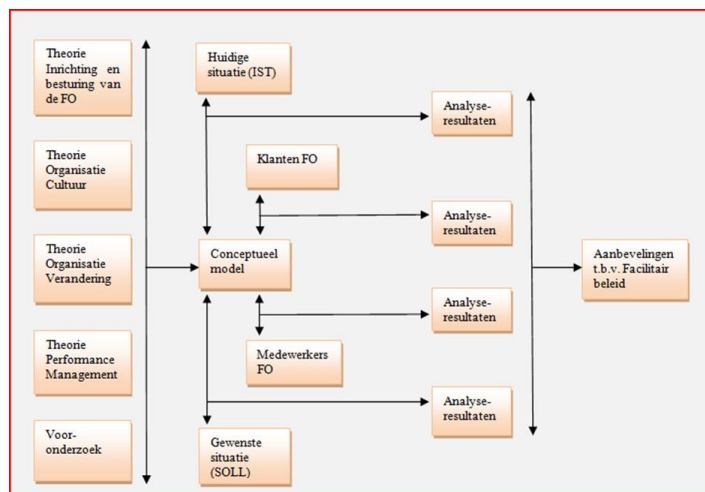 Theorie
Inrichting en
besturing van
de FO
Theorie
Organisatie
Cultuur
Theorie
Organisatie
Verandering
Theorie
Performance
Management
Voor-
onderzoek
Huidige
situatie (IST)
Klanten FO
Conceptueel
model
Medewerkers
FO
Gewenste
situatie
(SOLL)
Analyse-
resultaten
Analyse-
resultaten
Analyse-
resultaten
Analyse-
resultaten
Aanbevelingen
t.b.v. Facilitair
beleid